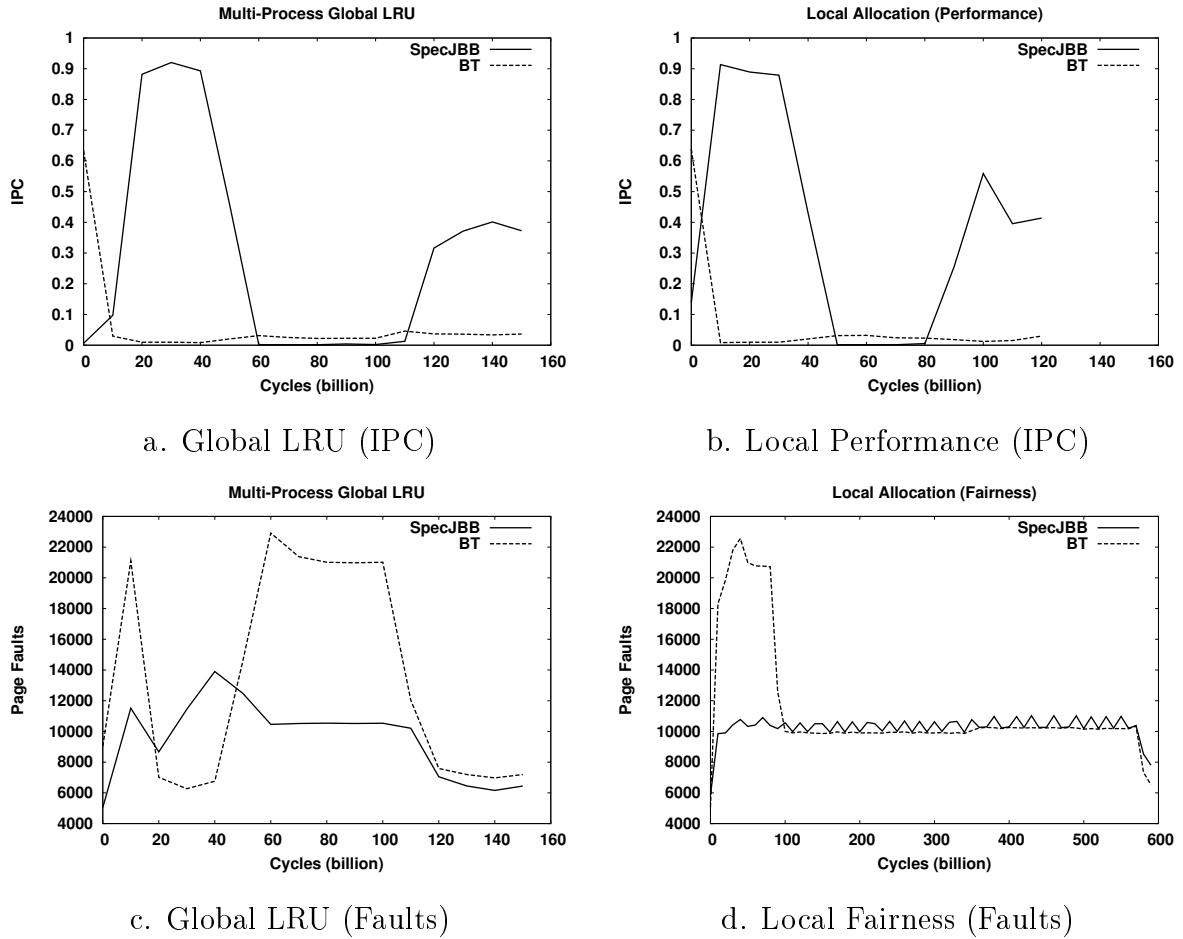 Multi-Process Global LRU
1
0.9
0.8
0.7
0.6
0.5
0.4
0.3
0.2
0.1
0
IPC
SpecJBB
BT
0 20 40 60 80 100 120 140 160
Cycles (billion)
a. Global LRU (IPC)
Local Allocation (Performance)
1
0.9
0.8
0.7
0.6
0.5
0.4
0.3
0.2
0.1
0
IPC
SpecJBB
BT
0 20 40 60 80 100 120 140 160
Cycles (billion)
b. Local Performance (IPC)
Multi-Process Global LRU
24000
22000
20000
18000
16000
14000
12000
10000
8000
6000
4000
Page Faults
SpecJBB
BT
0 20 40 60 80 100 120 140 160
Cycles (billion)
c. Global LRU (Faults)
Local Allocation (Fairness)
24000
22000
20000
18000
16000
14000
12000
10000
8000
6000
4000
Page Faults
SpecJBB
BT
0 100 200 300 400 500 600
Cycles (billion)
d. Local Fairness (Faults)